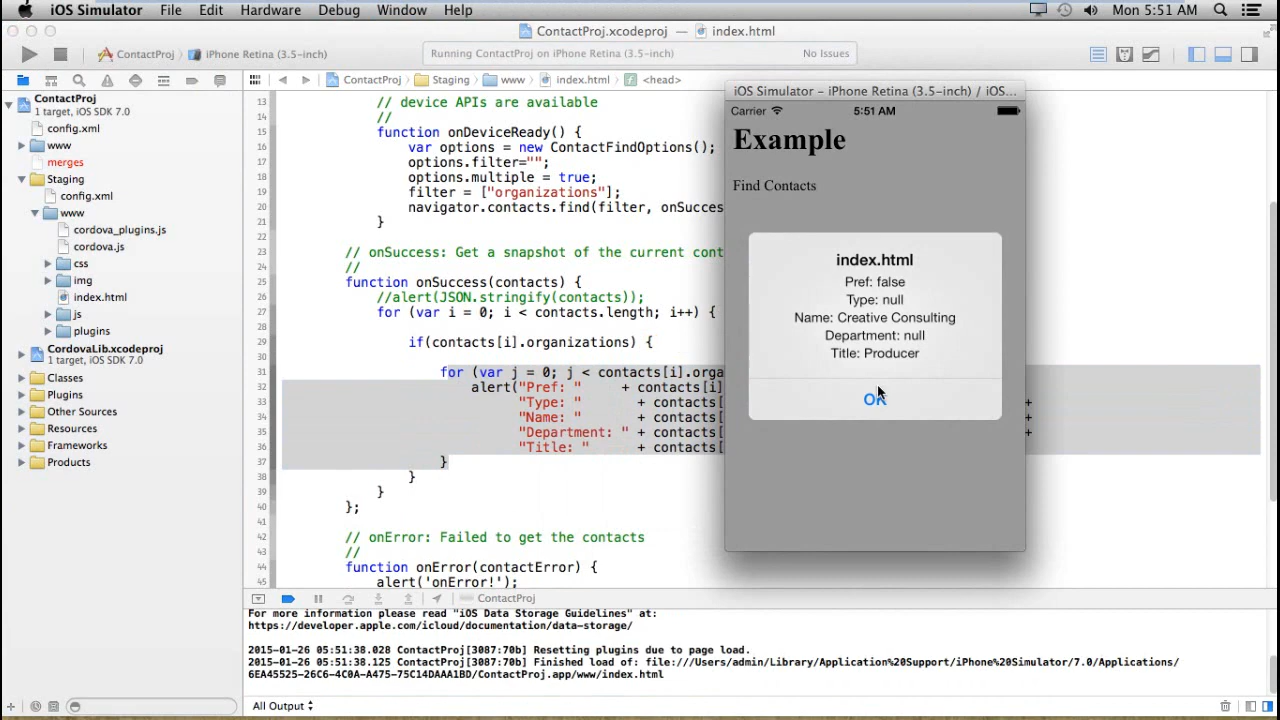 iOS Simulator File Edit Hardware Debug Window Help Mon 5:51 AM
ContactProj.xcodeproj — index.html
ContactProj iPhone Retina (3.5-inch) Running ContactProj on iPhone Retina (3.5-inch) No Issues
ContactProj Staging www index.html f <head>
ContactProj
1 target, iOS SDK 7.0
config.xml
www
merges
Staging
config.xml
www
cordova_plugins.js
cordova.js
css
img
index.html
js
plugins
CordovaLib.xcodeproj
1 target, iOS SDK 7.0
Classes
Plugins
Other Sources
Resources
Frameworks
Products
13 // device APIs are available
14 //
15 function onDeviceReady() {
16 var options = new ContactFindOptions();
17 options.filter="";
18 options.multiple = true;
19 filter = ["organizations"];
20 navigator.contacts.find(filter, onSucces
21 }
22
23 // onSuccess: Get a snapshot of the current cont
24 //
25 function onSuccess(contacts) {
26 //alert(JSON.stringify(contacts));
27 for (var i = 0; i < contacts.length; i++) {
28
29 if(contacts[i].organizations) {
30
31 for (var j = 0; j < contacts[i].orga
32 alert("Pref: " + contacts[i]
33 "Type: " + contacts[ +
34 "Name: " + contacts[ +
35 "Department: " + contacts[ +
36 "Title: " + contacts[
37 }
38 }
39 }
40 };
41
42 // onError: Failed to get the contacts
43 //
44 function onError(contactError) {
45 alert('onError!');
iOS Simulator – iPhone Retina (3.5-inch) / iOS...
Carrier 5:51 AM
Example
Find Contacts
index.html
Pref: false
Type: null
Name: Creative Consulting
Department: null
Title: Producer
OK
ContactProj
For more information please read "iOS Data Storage Guidelines" at:
https://developer.apple.com/icloud/documentation/data-storage/
2015-01-26 05:51:38.028 ContactProj[3087:70b] Resetting plugins due to page load.
2015-01-26 05:51:38.125 ContactProj[3087:70b] Finished load of: file:///Users/admin/Library/Application%20Support/iPhone%20Simulator/7.0/Applications/
6EA45525-26C6-4C0A-A475-75C14DAAA1BD/ContactProj.app/www/index.html
All Output